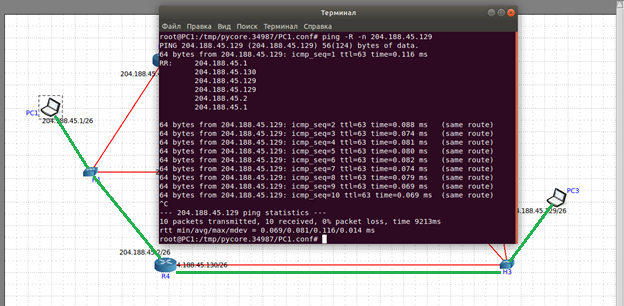 Терминал
Файл Правка Вид Поиск Терминал Справка
root@PC1:/tmp/pycore.34987/PC1.conf# ping -R -n 204.188.45.129
PING 204.188.45.129 (204.188.45.129) 56(124) bytes of data.
64 bytes from 204.188.45.129: icmp_seq=1 ttl=63 time=0.116 ms
RR: 204.188.45.1
204.188.45.130
204.188.45.129
204.188.45.129
204.188.45.2
204.188.45.1
64 bytes from 204.188.45.129: icmp_seq=2 ttl=63 time=0.088 ms (same route)
64 bytes from 204.188.45.129: icmp_seq=3 ttl=63 time=0.074 ms (same route)
64 bytes from 204.188.45.129: icmp_seq=4 ttl=63 time=0.081 ms (same route)
64 bytes from 204.188.45.129: icmp_seq=5 ttl=63 time=0.080 ms (same route)
64 bytes from 204.188.45.129: icmp_seq=6 ttl=63 time=0.082 ms (same route)
64 bytes from 204.188.45.129: icmp_seq=7 ttl=63 time=0.074 ms (same route)
64 bytes from 204.188.45.129: icmp_seq=8 ttl=63 time=0.079 ms (same route)
64 bytes from 204.188.45.129: icmp_seq=9 ttl=63 time=0.069 ms (same route)
64 bytes from 204.188.45.129: icmp_seq=10 ttl=63 time=0.069 ms (same route)
^C
--- 204.188.45.129 ping statistics ---
10 packets transmitted, 10 received, 0% packet loss, time 9213ms
rtt min/avg/max/mdev = 0.069/0.081/0.116/0.014 ms
root@PC1:/tmp/pycore.34987/PC1.conf#
PC1
204.188.45.1/26
PC3
R4
4.188.45.130/26
H3